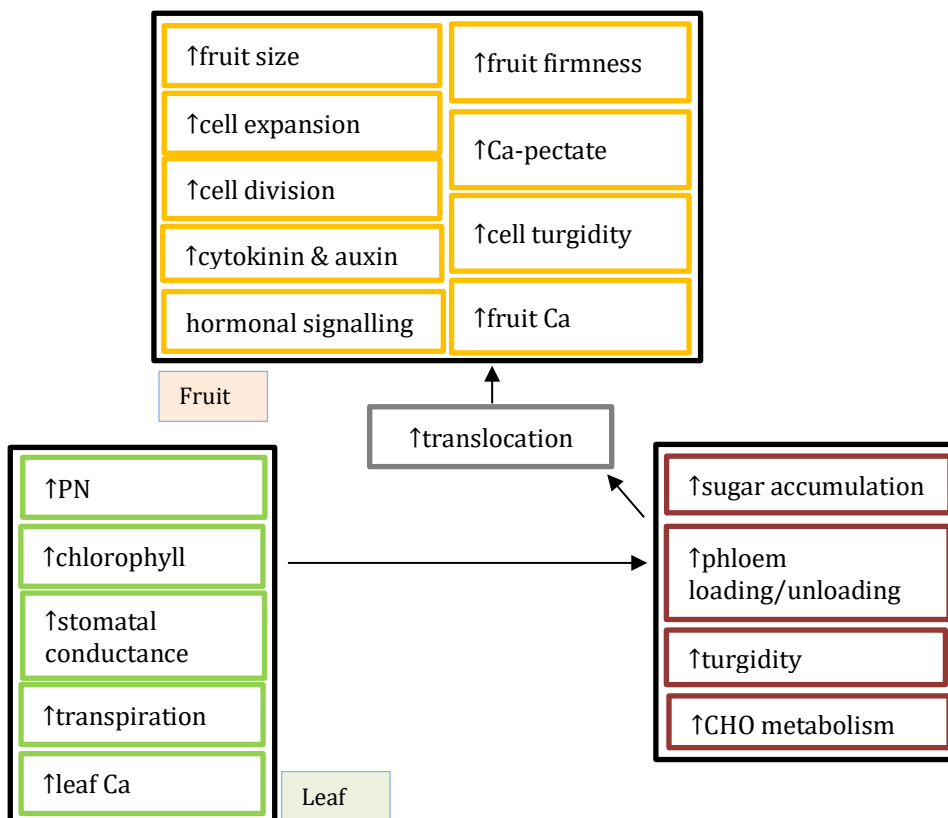 ↑fruit size
↑cell expansion
↑cell division
↑cytokinin & auxin
hormonal signalling
↑fruit firmness
↑Ca-pectate
↑cell turgidity
↑fruit Ca
Fruit
↑translocation
↑PN
↑chlorophyll
↑stomatal
conductance
↑transpiration
↑leaf Ca
Leaf
↑sugar accumulation
↑phloem
loading/unloading
↑turgidity
↑CHO metabolism